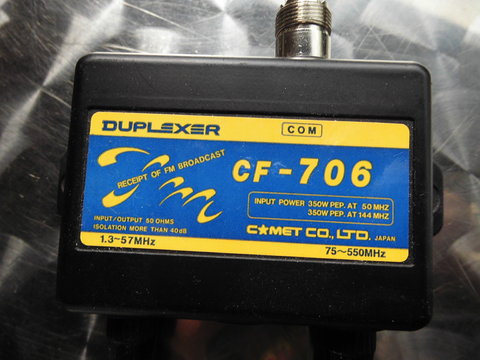 DUPLEXER
COM
RECEIPT OF FM BROADCAST
CF-706
INPUT POWER 350W PEP. AT 50 MHZ
350W PEP. AT 144 MHZ
INPUT/OUTPUT 50 OHMS
ISOLATION MORE THAN 40dB
C☆MET CO., LTD. JAPAN
1.3~57MHz
75~550MHz